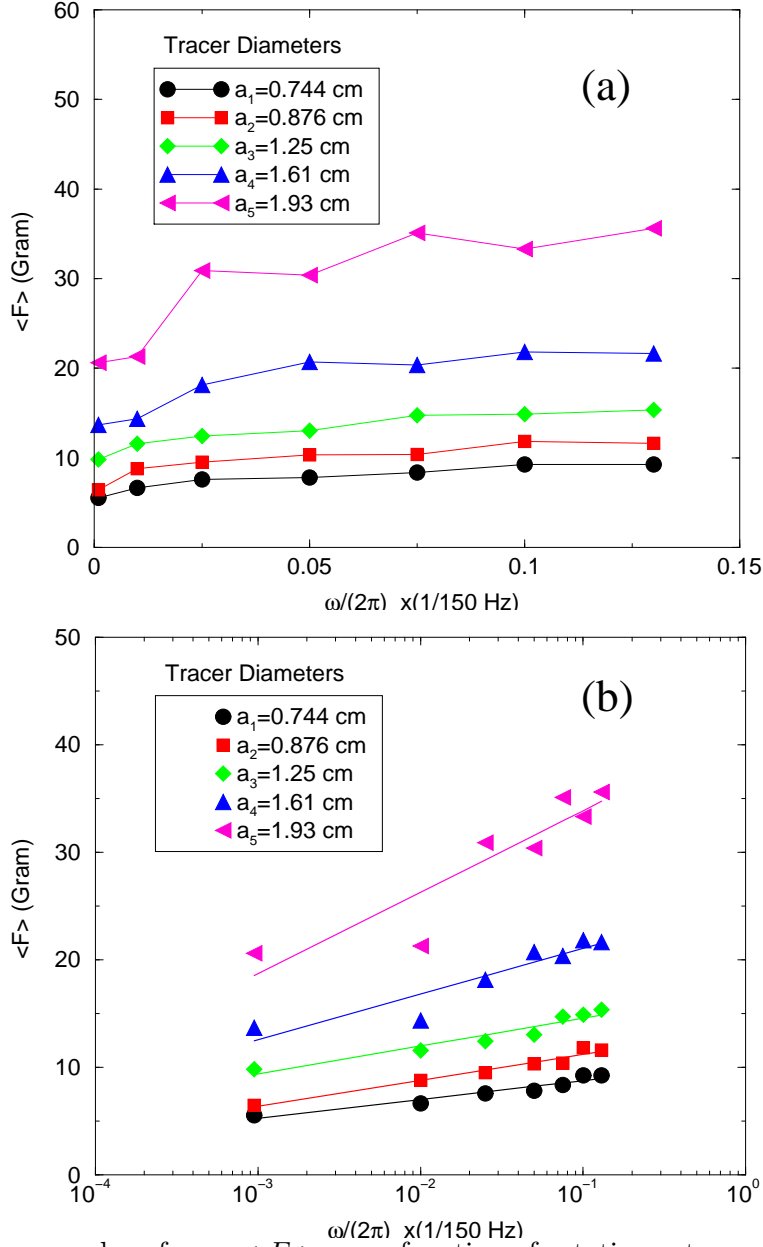 60
50
40
30
20
10
0
<F> (Gram)
Tracer Diameters
a₁=0.744 cm
a₂=0.876 cm
a₃=1.25 cm
a₄=1.61 cm
a₅=1.93 cm
(a)
0 0.05 0.1 0.15
ω/(2π) x(1/150 Hz)
50
40
30
20
10
0
<F> (Gram)
Tracer Diameters
a₁=0.744 cm
a₂=0.876 cm
a₃=1.25 cm
a₄=1.61 cm
a₅=1.93 cm
(b)
10⁻⁴ 10⁻³ 10⁻² 10⁻¹ 10⁰
ω/(2π) x(1/150 Hz)